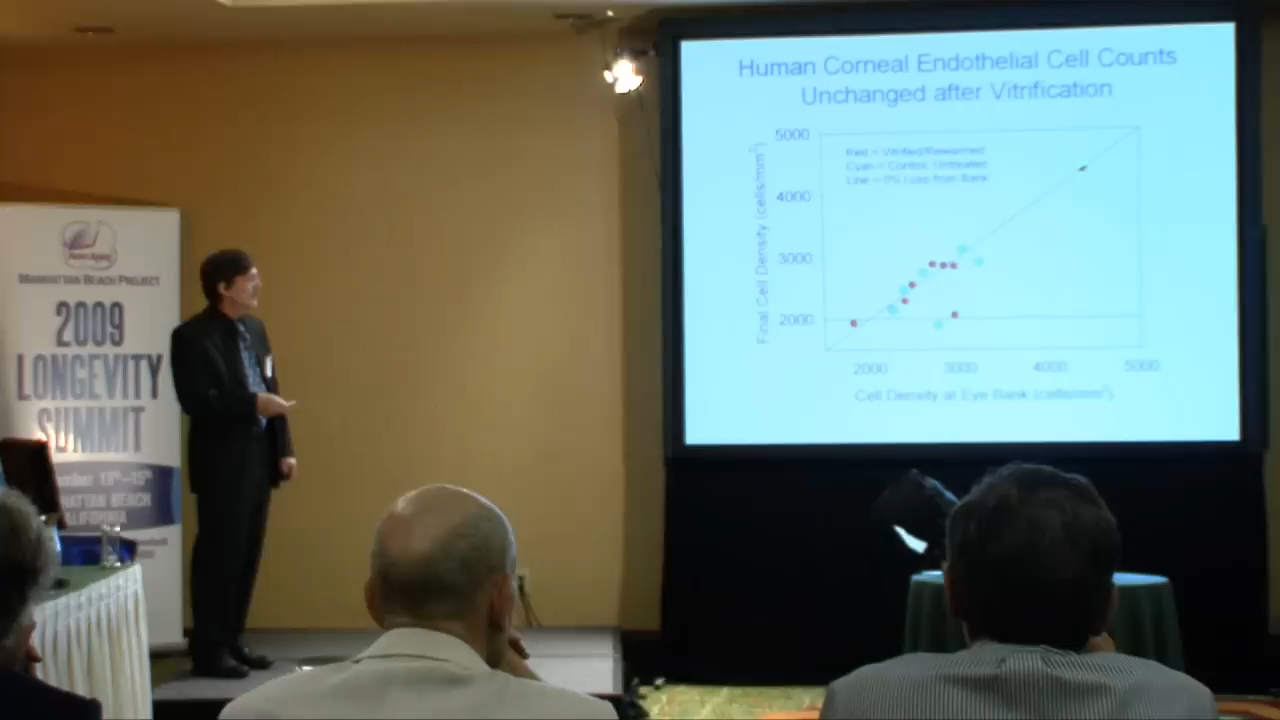 MANHATTAN BEACH PROJECT
2009
LONGEVITY
SUMMIT
CALIFORNIA
Human Corneal Endothelial Cell Counts
Unchanged after Vitrification
Red = Vitrified/Rewarmed
Cyan = Control, Untreated
Line = 0% Loss from Bank
Final Cell Density (cells/mm²)
5000
4000
3000
2000
2000 3000 4000 5000
Cell Density at Eye Bank (cells/mm²)